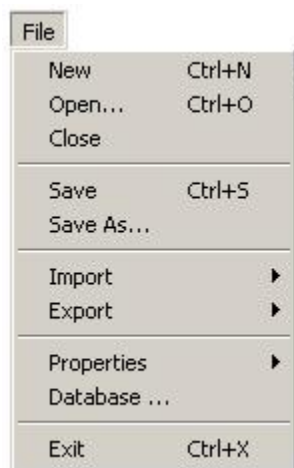 File
New Ctrl+N
Open... Ctrl+O
Close
Save Ctrl+S
Save As...
Import
Export
Properties
Database ...
Exit Ctrl+X